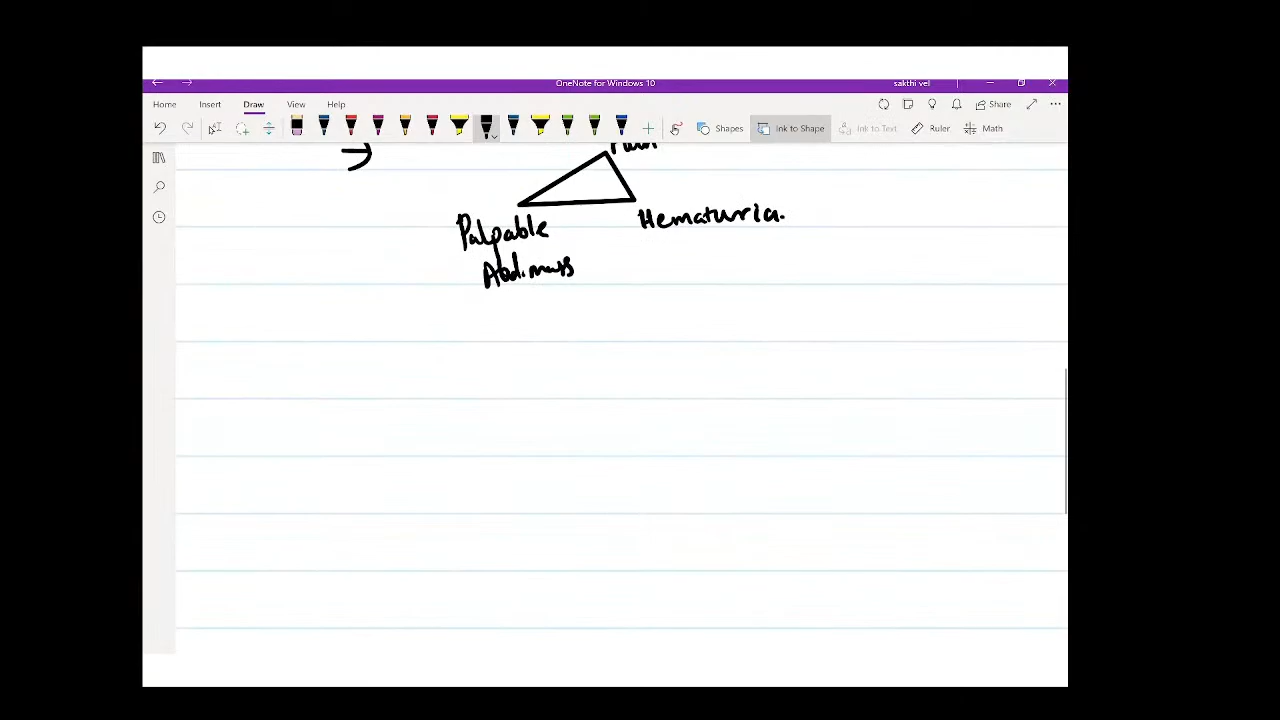 OneNote for Windows 10
sakthi vel
Home Insert Draw View Help
Share
Shapes
Ink to Shape
Ink to Text
Ruler
Math
Palpable
Hematuria.
Abd. mass